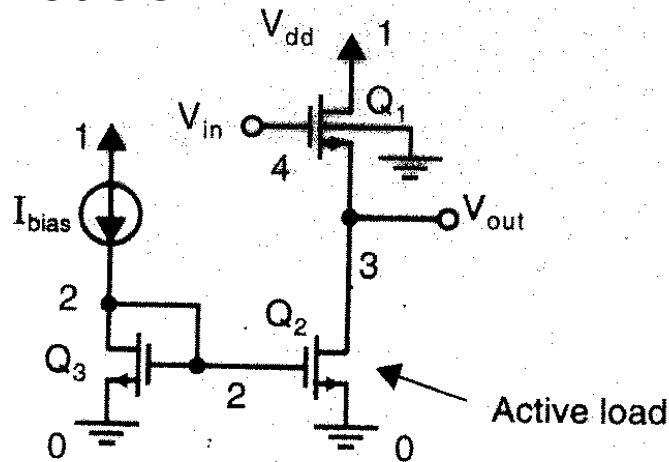 V_dd 1
Q_1
V_in
4
1
I_bias
V_out
3
2
Q_2
Q_3
2
Active load
0
0